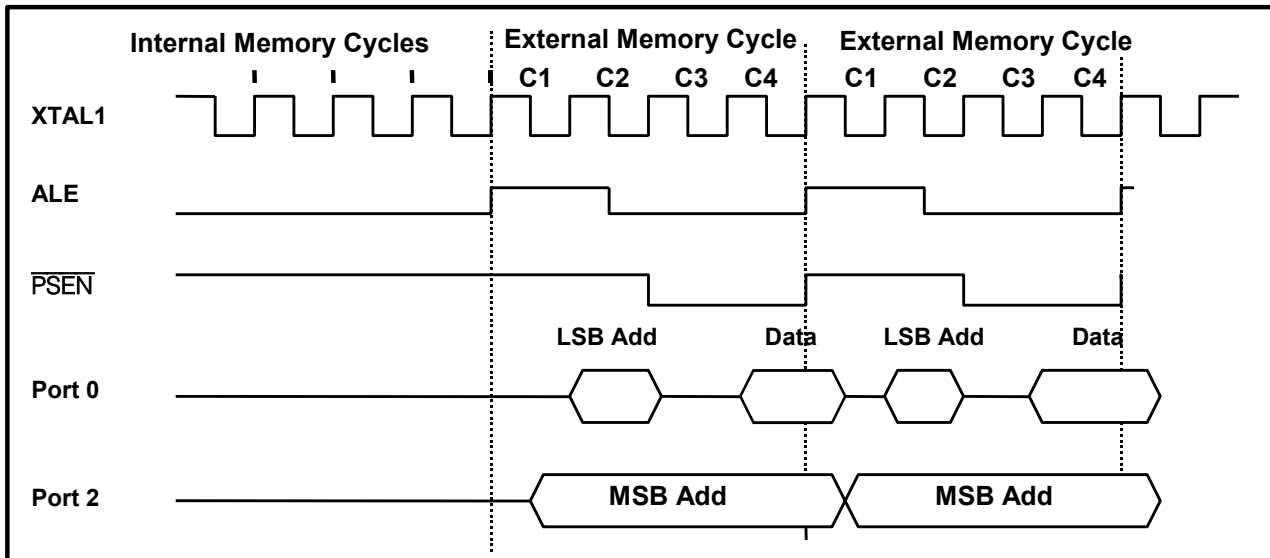 Internal Memory Cycles External Memory Cycle External Memory Cycle
C1 C2 C3 C4 C1 C2 C3 C4
XTAL1
ALE
PSEN
LSB Add Data LSB Add Data
Port 0
Port 2 MSB Add MSB Add